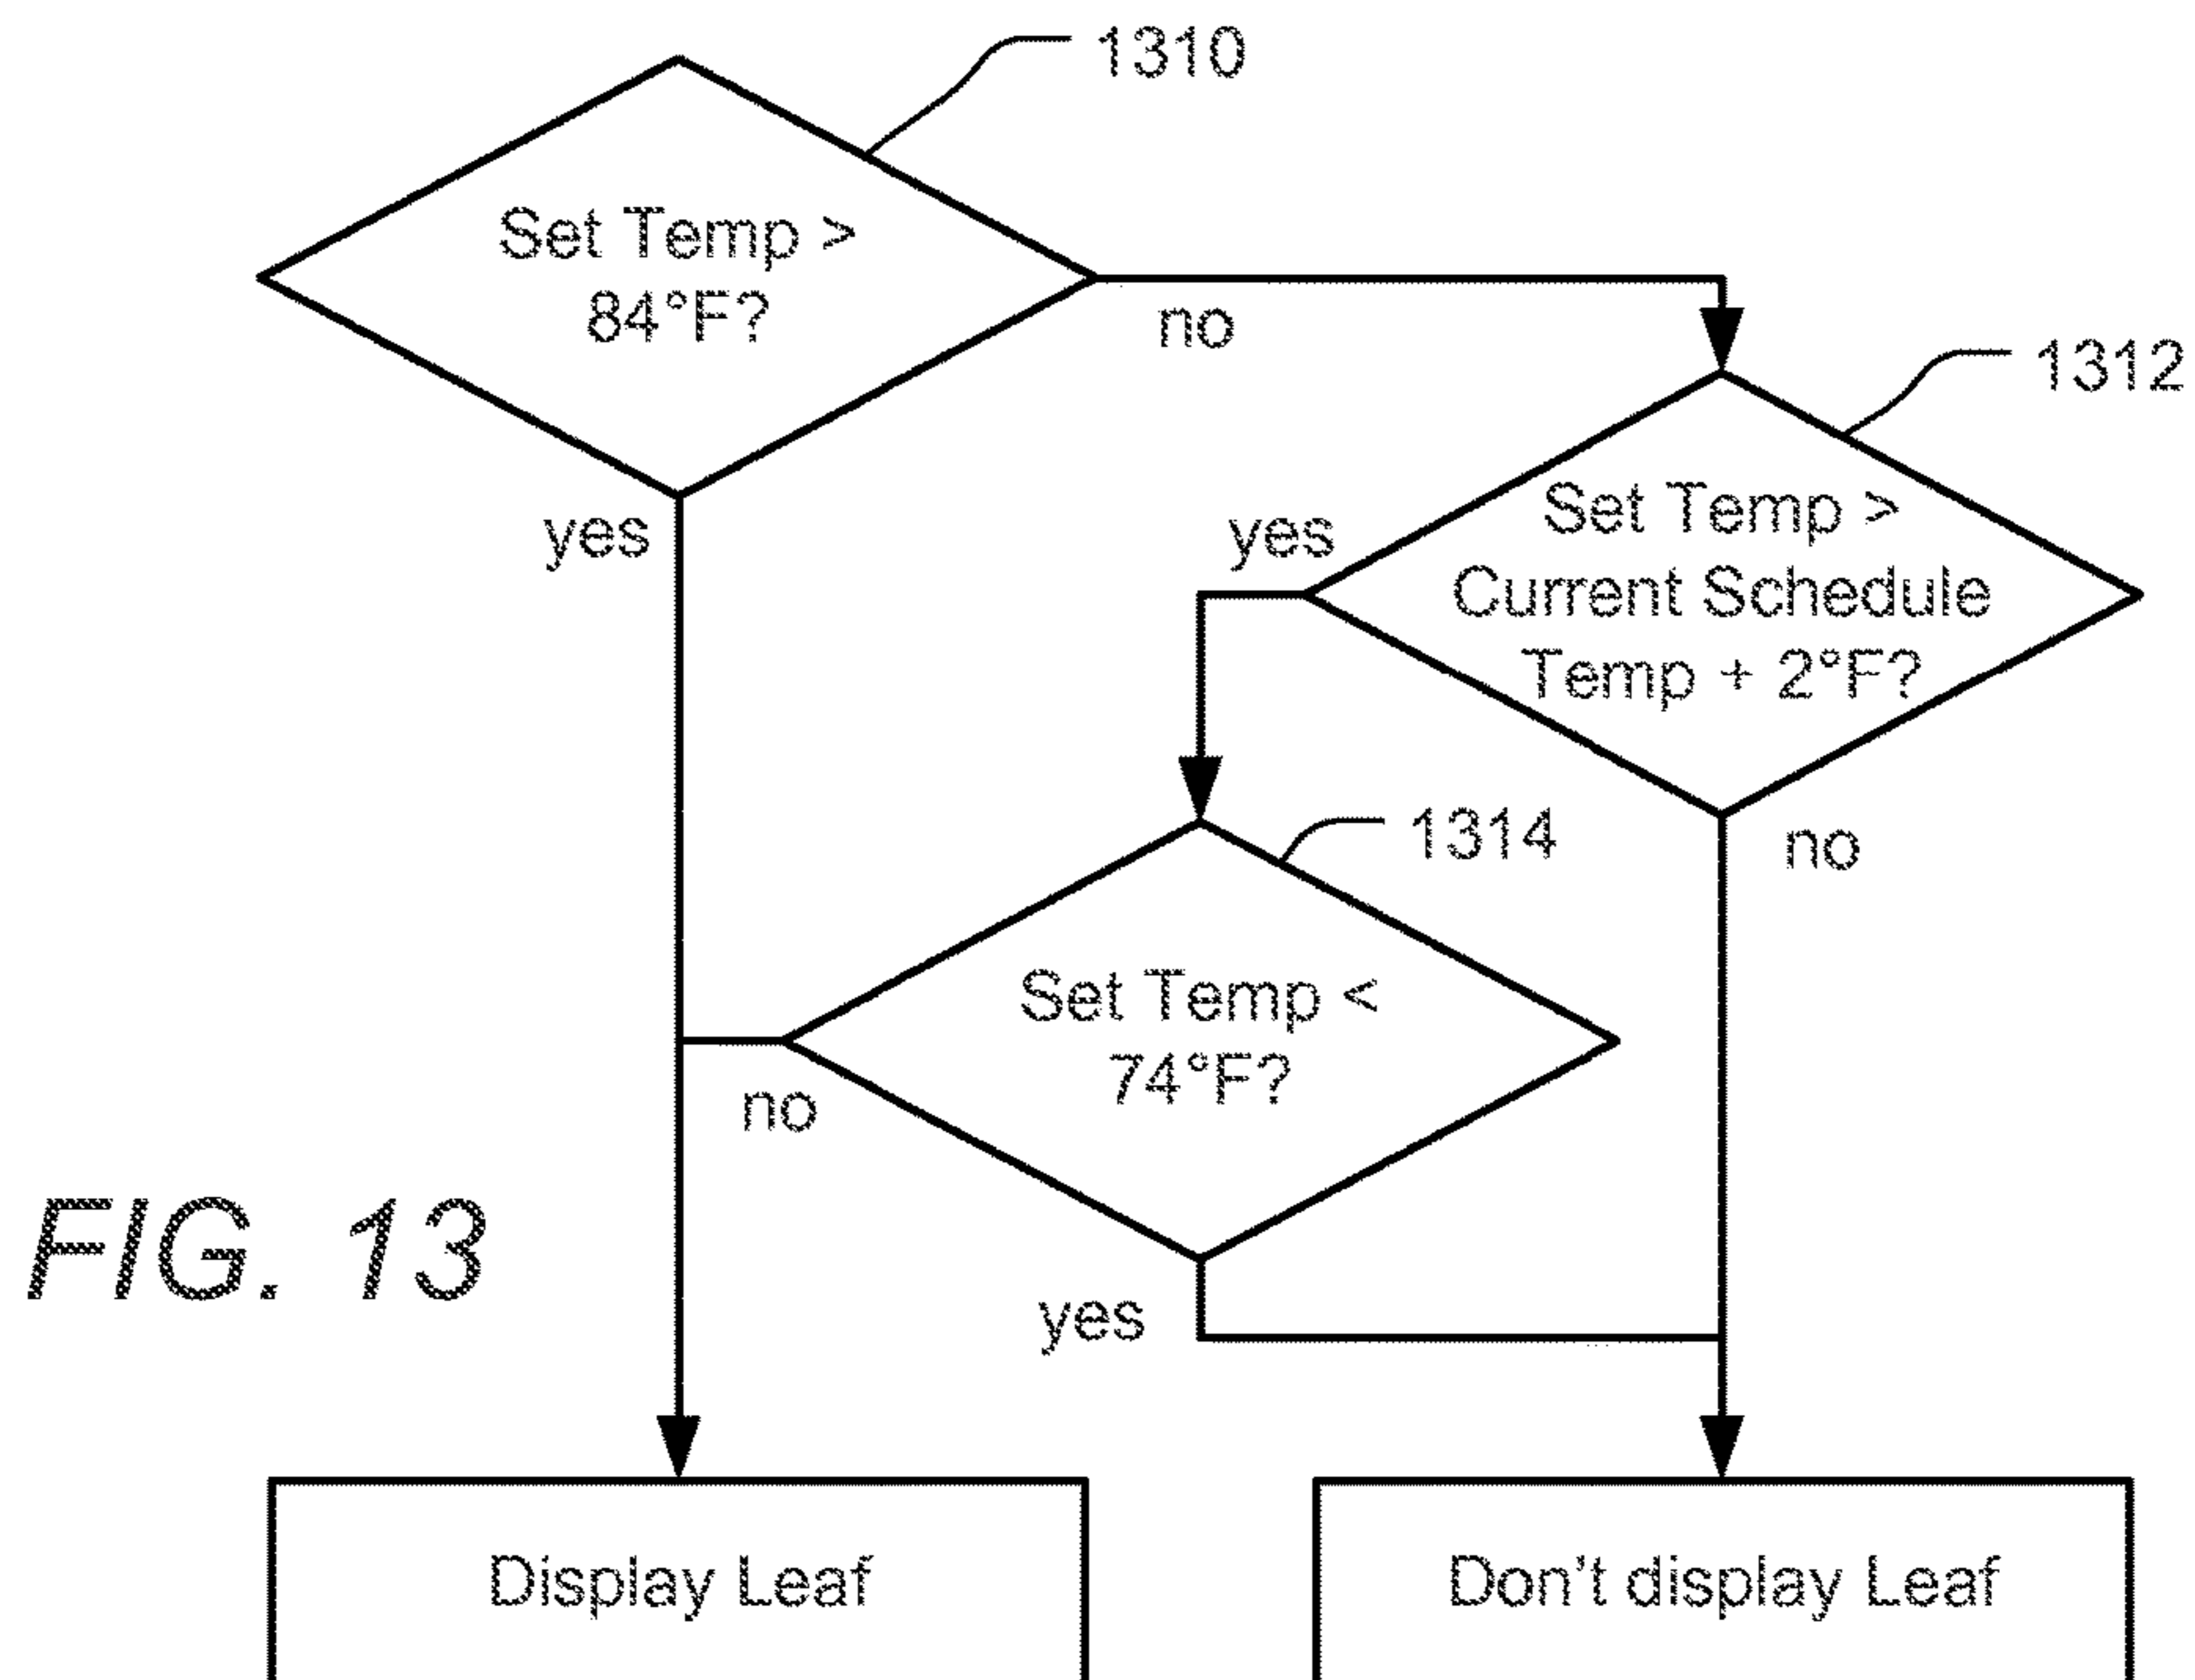 1310
Set Temp >
84°F?
no
yes
1312
Set Temp >
Current Schedule
Temp + 2°F?
yes
no
1314
Set Temp <
74°F?
no
yes
FIG. 13
Display Leaf
Don't display Leaf